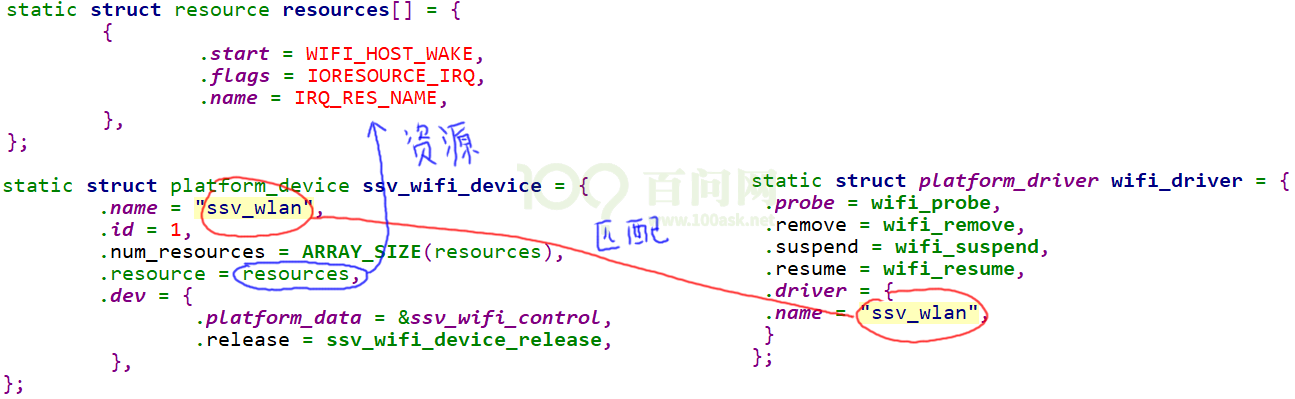 static struct resource resources[] = {
{
.start = WIFI_HOST_WAKE,
.flags = IORESOURCE_IRQ,
.name = IRQ_RES_NAME,
},
};
资源
static struct platform_device ssv_wifi_device = {
.name = "ssv_wlan",
.id = 1,
.num_resources = ARRAY_SIZE(resources),
.resource = resources,
.dev = {
.platform_data = &ssv_wifi_control,
.release = ssv_wifi_device_release,
},
};
百问网
www.100ask.net
匹配
static struct platform_driver wifi_driver = {
.probe = wifi_probe,
.remove = wifi_remove,
.suspend = wifi_suspend,
.resume = wifi_resume,
.driver = {
.name = "ssv_wlan",
}
};